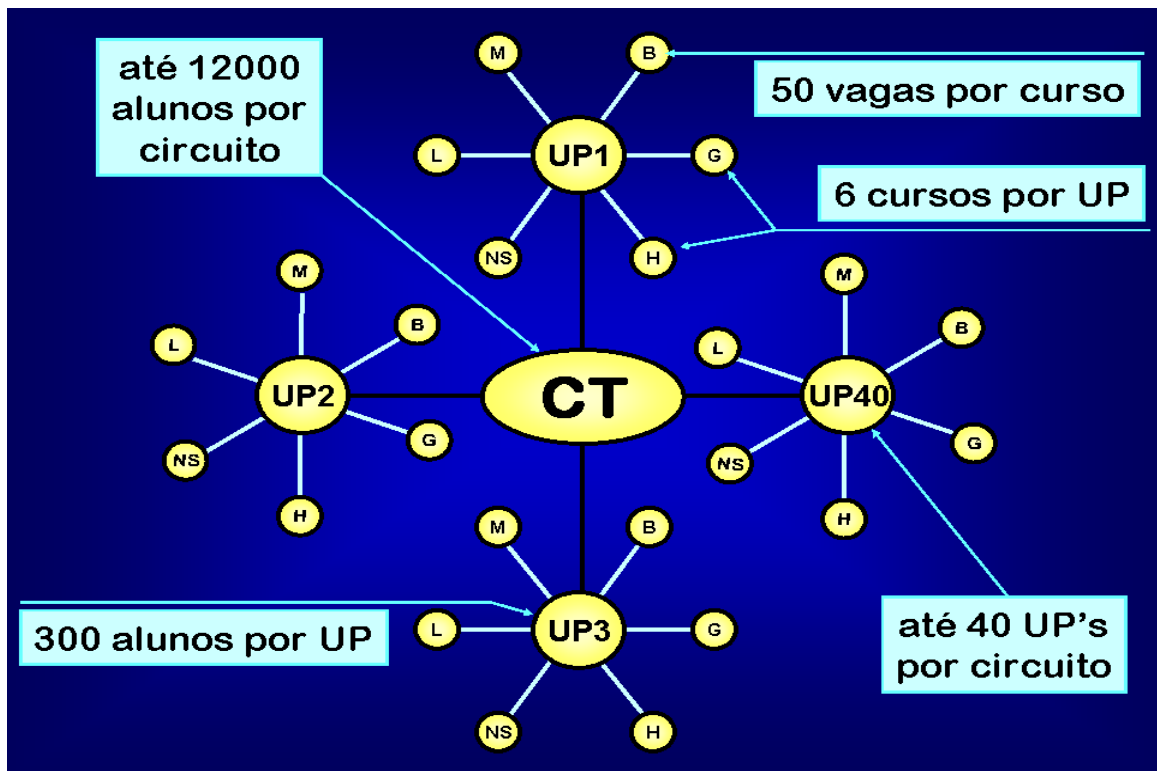 até 12000
alunos por
circuito
M
B
50 vagas por curso
L
UP1
G
6 cursos por UP
NS
H
M
B
L
UP2
G
NS
H
CT
M
B
L
UP40
G
NS
H
M
B
300 alunos por UP
L
UP3
G
NS
H
até 40 UP's
por circuito